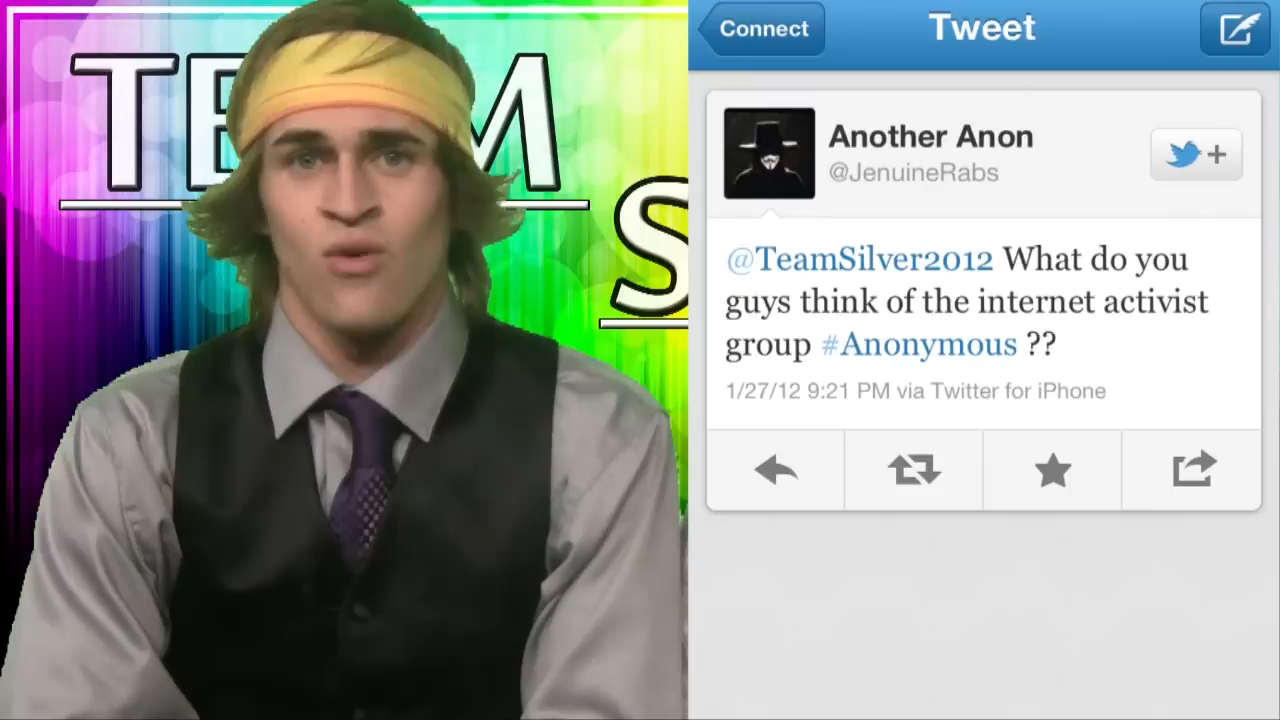 TEAM
S
Connect
Tweet
Another Anon
@JenuineRabs
@TeamSilver2012 What do you
guys think of the internet activist
group #Anonymous ??
1/27/12 9:21 PM via Twitter for iPhone